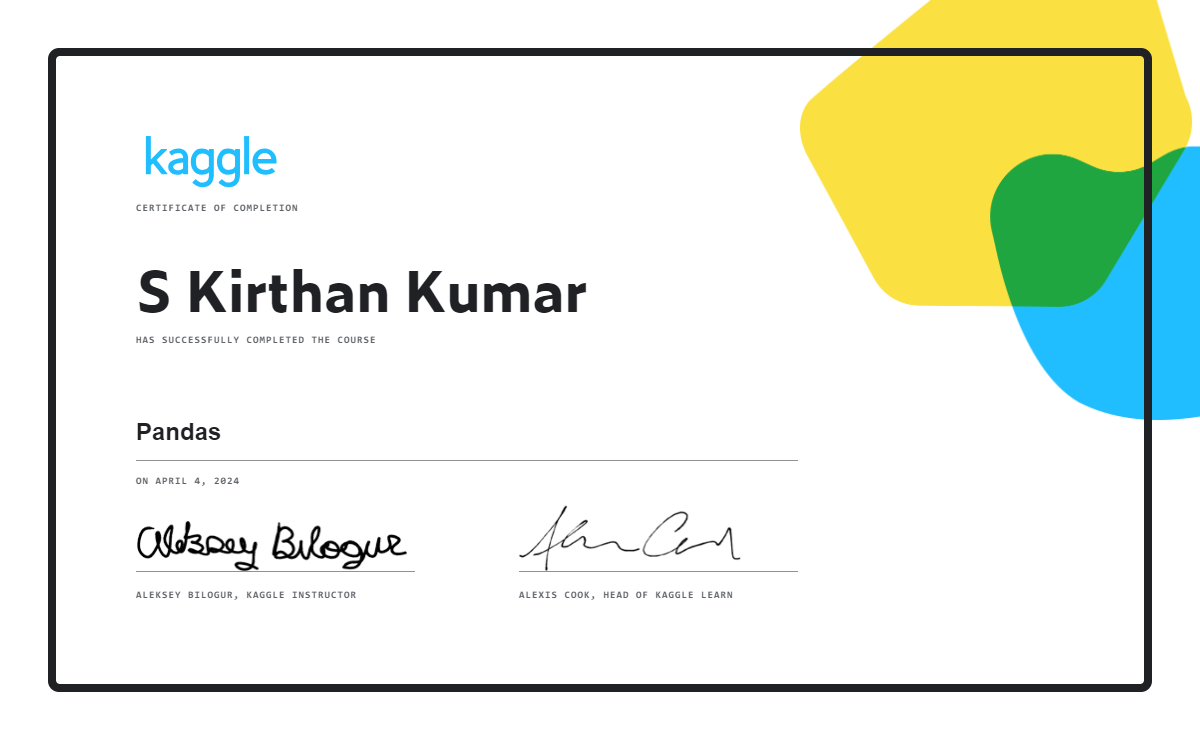 kaggle
CERTIFICATE OF COMPLETION
S Kirthan Kumar
HAS SUCCESSFULLY COMPLETED THE COURSE
Pandas
ON APRIL 4, 2024
Aleksey Bilogur
ALEKSEY BILOGUR, KAGGLE INSTRUCTOR
ALEXIS COOK, HEAD OF KAGGLE LEARN